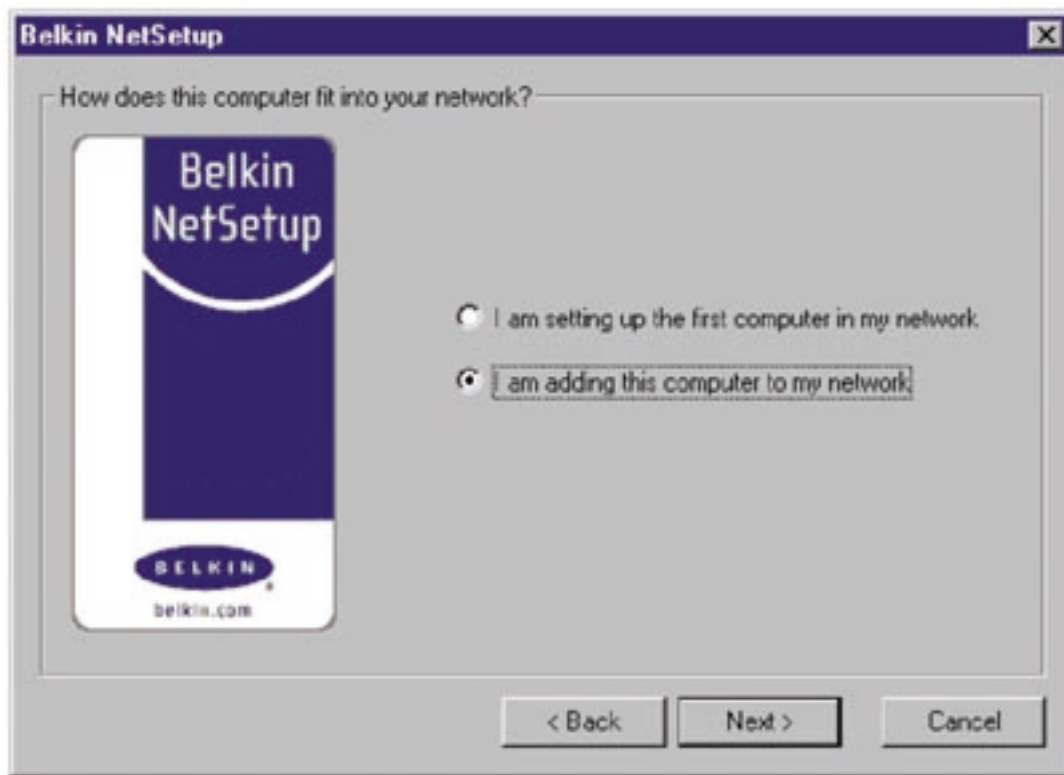 Belkin NetSetup
How does this computer fit into your network?
Belkin
NetSetup
I am setting up the first computer in my network
I am adding this computer to my network
BELKIN
®
belkin.com
< Back
Next >
Cancel